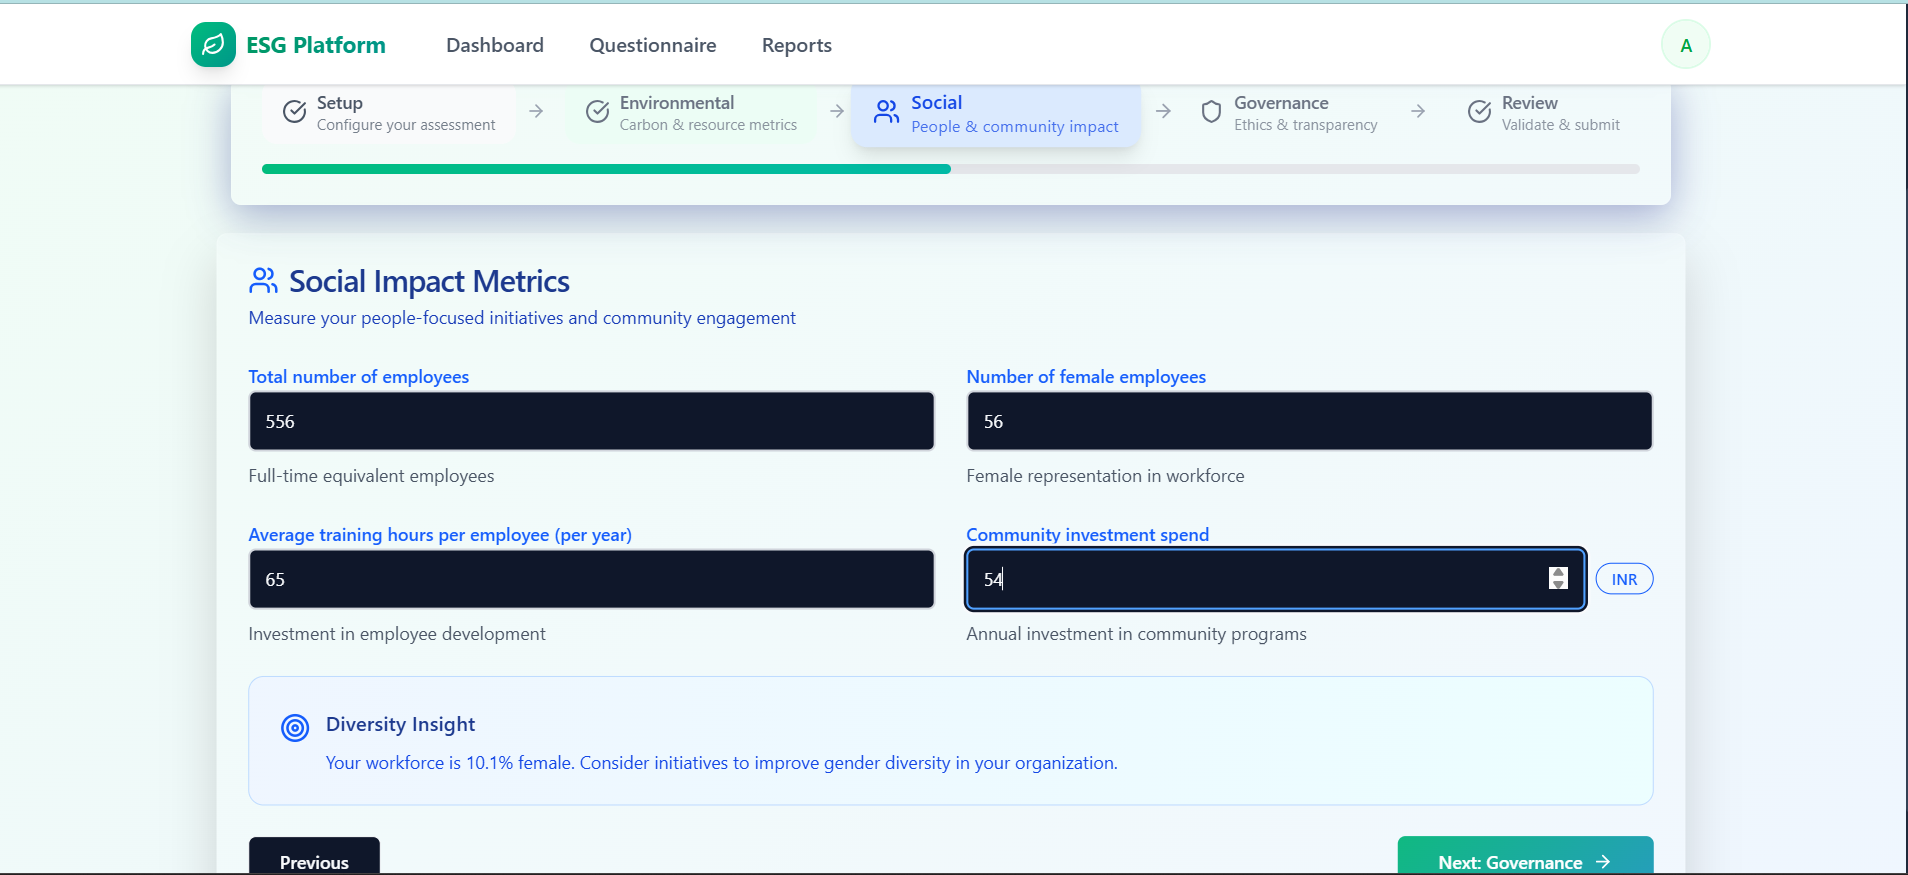 ESG Platform
Dashboard
Questionnaire
Reports
A
Setup
Configure your assessment
Environmental
Carbon & resource metrics
Social
People & community impact
Governance
Ethics & transparency
Review
Validate & submit
Social Impact Metrics
Measure your people-focused initiatives and community engagement
Total number of employees
556
Full-time equivalent employees
Number of female employees
56
Female representation in workforce
Average training hours per employee (per year)
65
Investment in employee development
Community investment spend
54
INR
Annual investment in community programs
Diversity Insight
Your workforce is 10.1% female. Consider initiatives to improve gender diversity in your organization.
Previous
Next: Governance